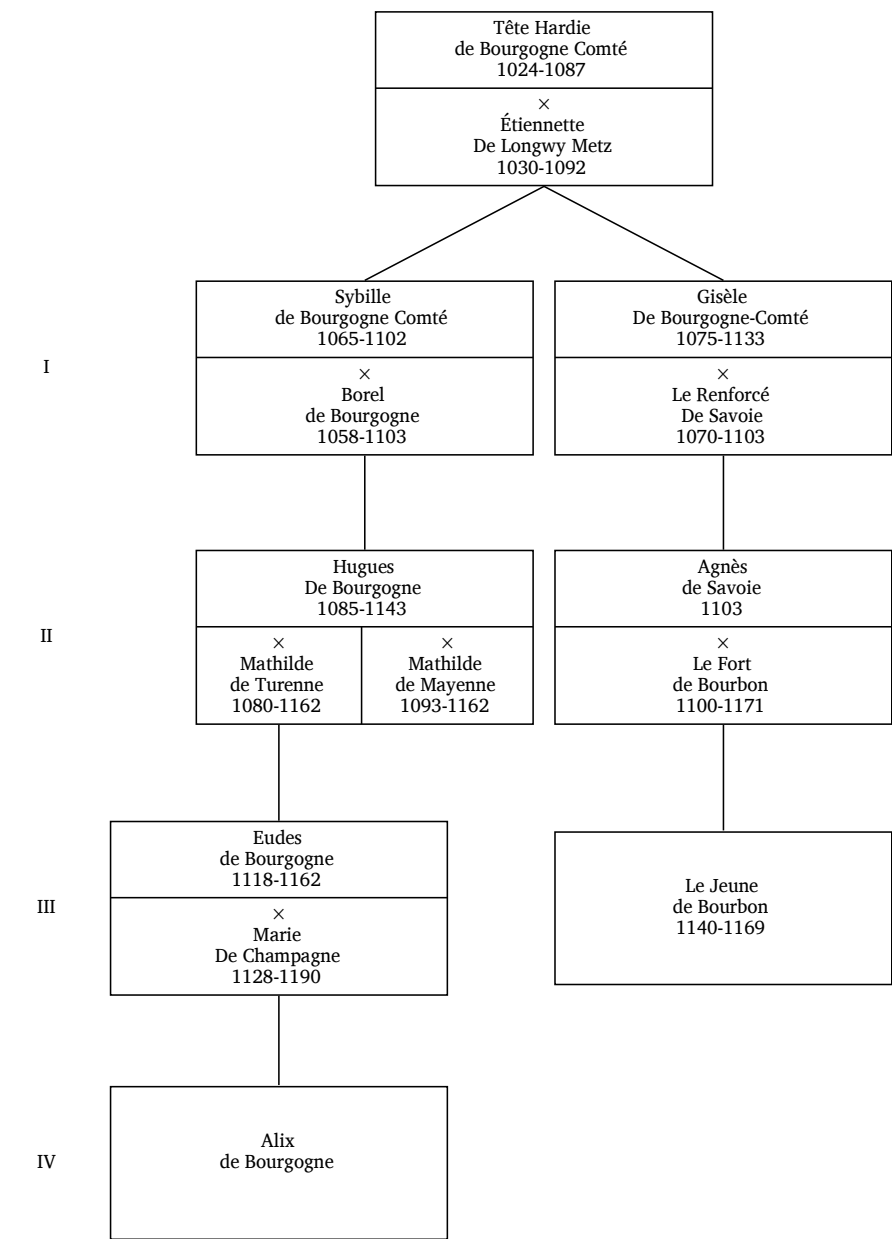 Tête Hardie
de Bourgogne Comté
1024-1087
×
Étiennette
De Longwy Metz
1030-1092
I
Sybille
de Bourgogne Comté
1065-1102
×
Borel
de Bourgogne
1058-1103
Gisèle
De Bourgogne-Comté
1075-1133
×
Le Renforcé
De Savoie
1070-1103
II
Hugues
De Bourgogne
1085-1143
×
Mathilde
de Turenne
1080-1162
×
Mathilde
de Mayenne
1093-1162
Agnès
de Savoie
1103
×
Le Fort
de Bourbon
1100-1171
III
Eudes
de Bourgogne
1118-1162
×
Marie
De Champagne
1128-1190
Le Jeune
de Bourbon
1140-1169
IV
Alix
de Bourgogne